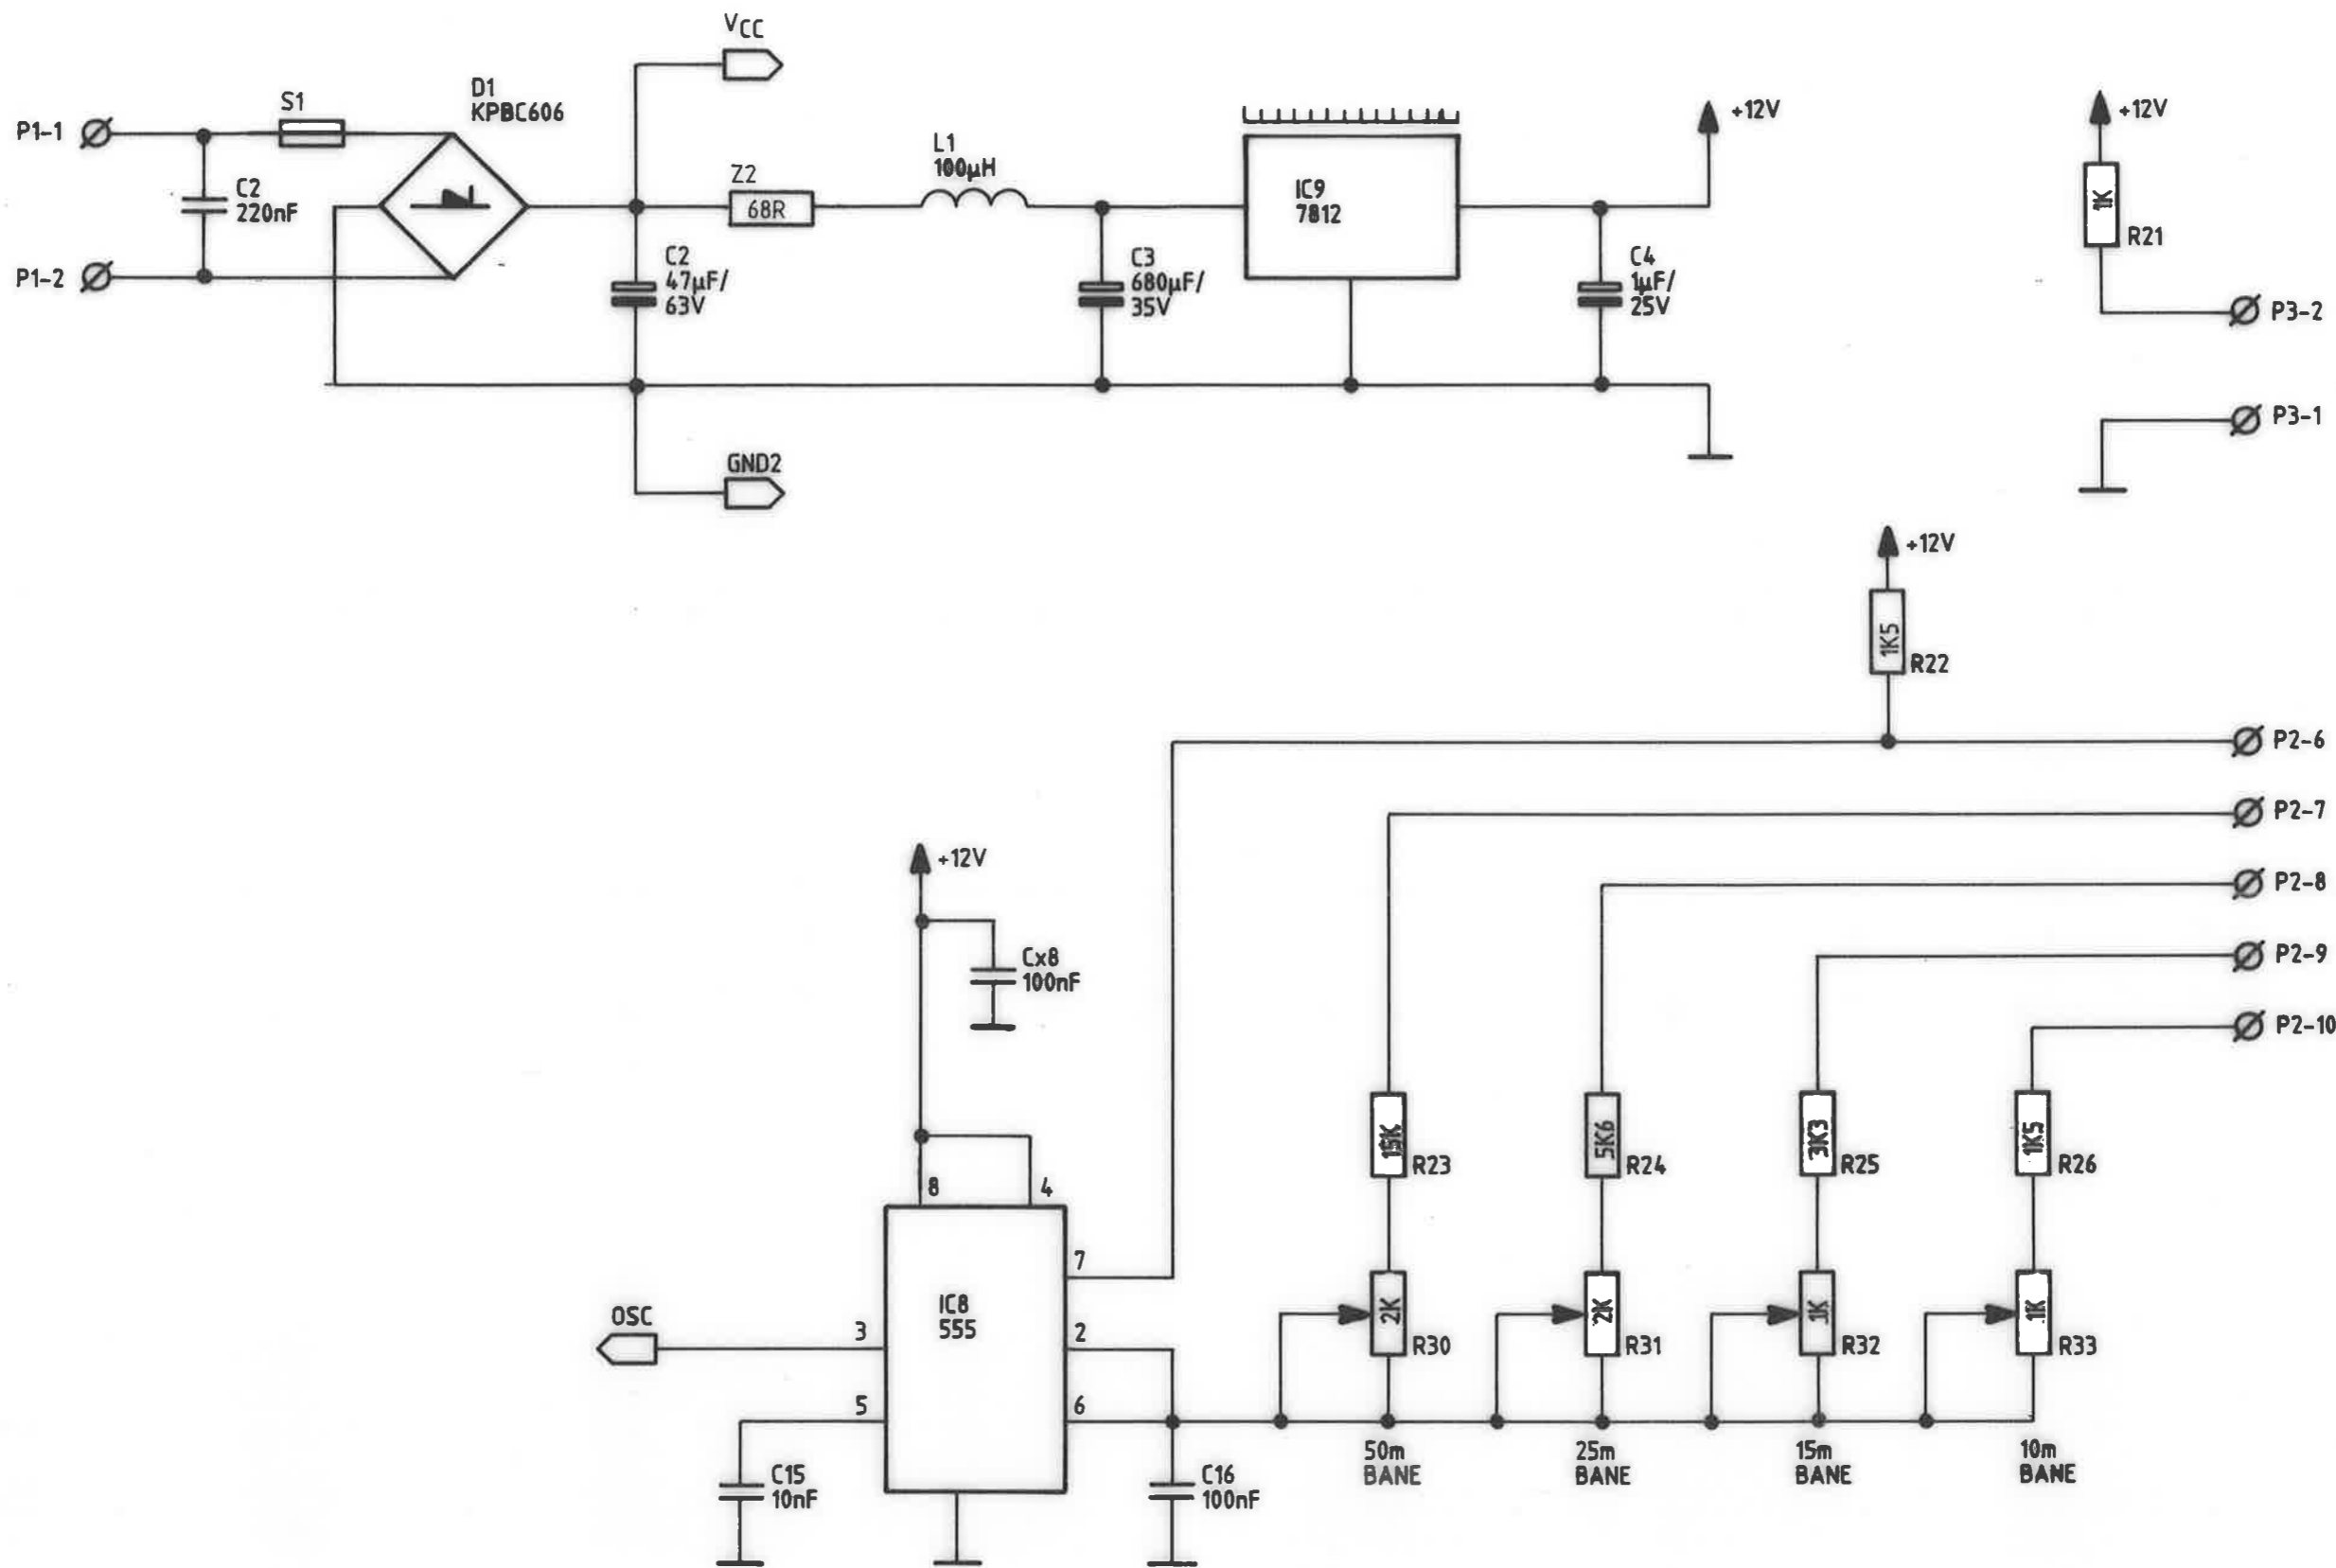 VCC
D1
KPBC606
S1
P1-1
C2
220nF
P1-2
Z2
68R
L1
100µH
IC9
7812
+12V
+12V
1K
R21
C2
47µF/
63V
C3
680µF/
35V
C4
1µF/
25V
P3-2
P3-1
GND2
+12V
1K5
R22
P2-6
P2-7
P2-8
P2-9
P2-10
+12V
Cx8
100nF
8
4
15K
R23
5K6
R24
3K3
R25
1K5
R26
7
IC8
555
OSC
3
2
5
6
2K
R30
2K
R31
1K
R32
1K
R33
C15
10nF
C16
100nF
50m
BANE
25m
BANE
15m
BANE
10m
BANE